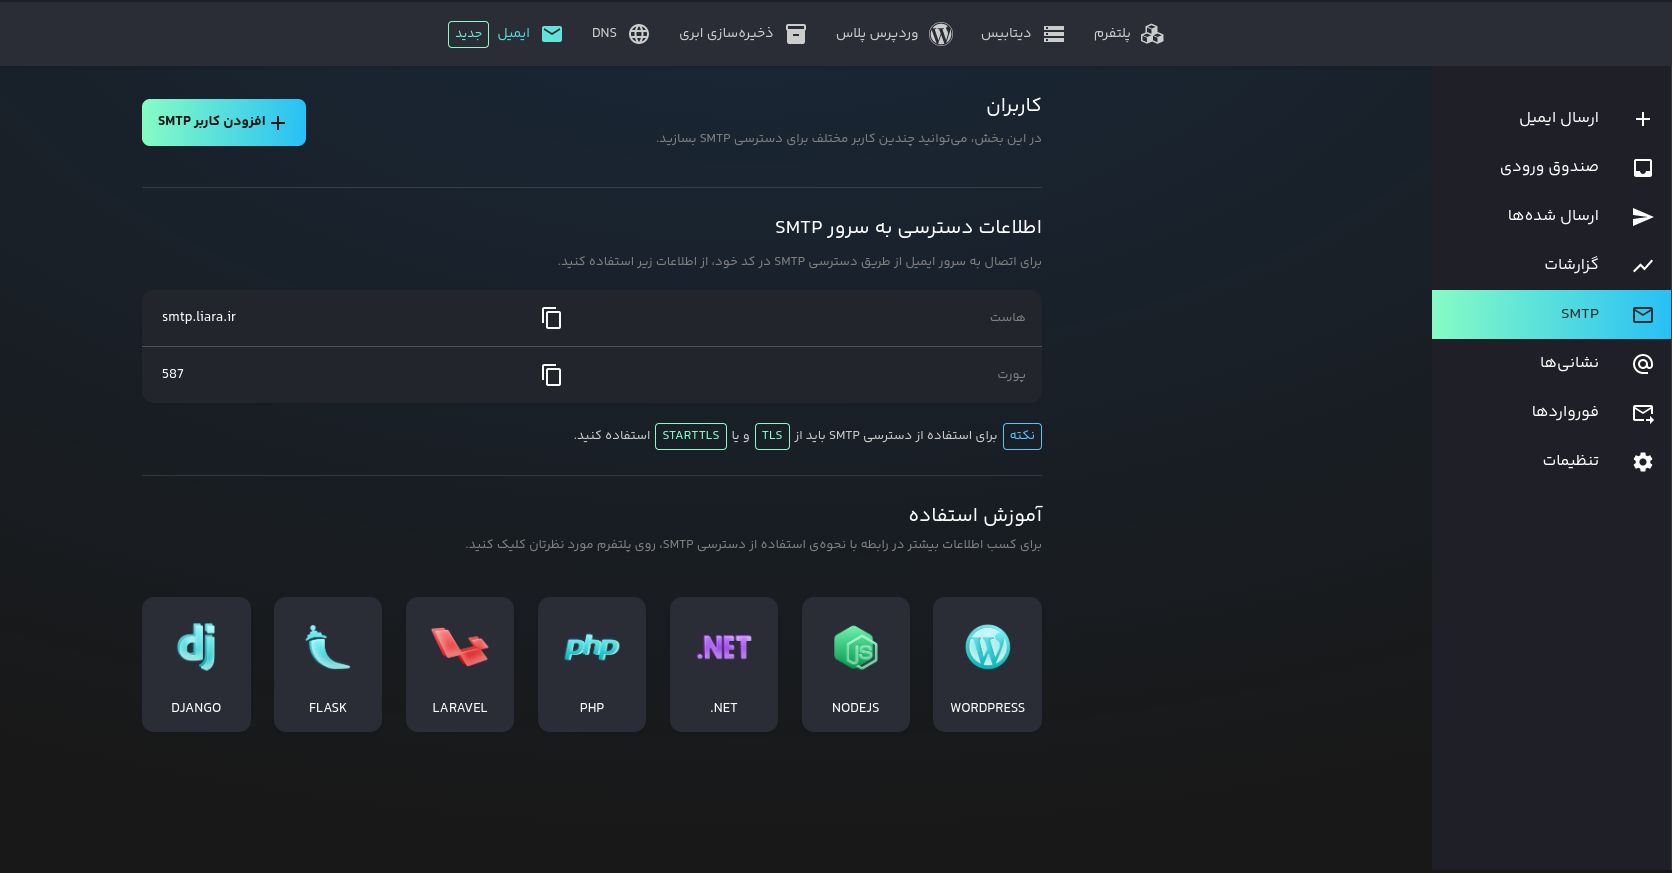 پلتفرم
دیتابیس
وردپرس پلاس
ذخیره‌سازی ابری
DNS
ایمیل
جدید
ارسال ایمیل
صندوق ورودی
ارسال شده‌ها
گزارشات
SMTP
نشانی‌ها
فورواردها
تنظیمات
کاربران
در این بخش، می‌توانید چندین کاربر مختلف برای دسترسی SMTP بسازید.
افزودن کاربر SMTP
اطلاعات دسترسی به سرور SMTP
برای اتصال به سرور ایمیل از طریق دسترسی SMTP در کد خود، از اطلاعات زیر استفاده کنید.
هاست smtp.liara.ir
پورت 587
نکته برای استفاده از دسترسی SMTP باید از TLS و یا STARTTLS استفاده کنید.
آموزش استفاده
برای کسب اطلاعات بیشتر در رابطه با نحوه‌ی استفاده از دسترسی SMTP، روی پلتفرم مورد نظرتان کلیک کنید.
WORDPRESS
JS
NODEJS
.NET
.NET
php
PHP
LARAVEL
FLASK
dj
DJANGO